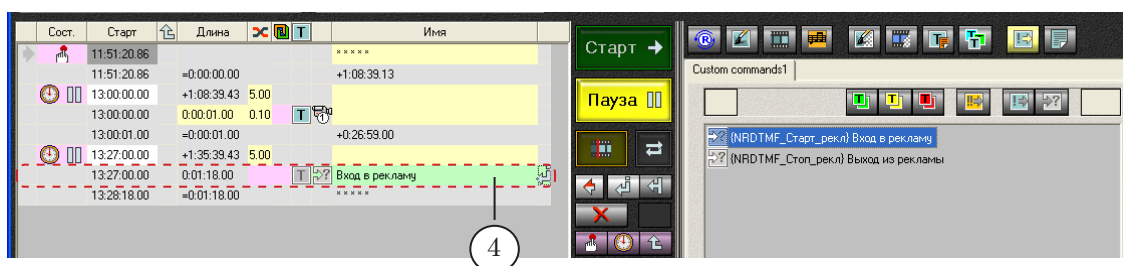 Сост. Старт Длина T Имя
11:51:20.86 * * * * *
11:51:20.86 =0:00:00.00 +1:08:39.13
13:00:00.00 +1:08:39.43 5.00
13:00:00.00 0:00:01.00 0.10 T 1
13:00:01.00 =0:00:01.00 +0:26:59.00
13:27:00.00 +1:35:39.43 5.00
13:27:00.00 0:01:18.00 T Вход в рекламу
13:28:18.00 =0:01:18.00 * * * * *
4
Старт
Пауза
R T T T
Custom commands1
T T T
{NRDTMF_Старт_рекл} Вход в рекламу
{NRDTMF_Стоп_рекл} Выход из рекламы